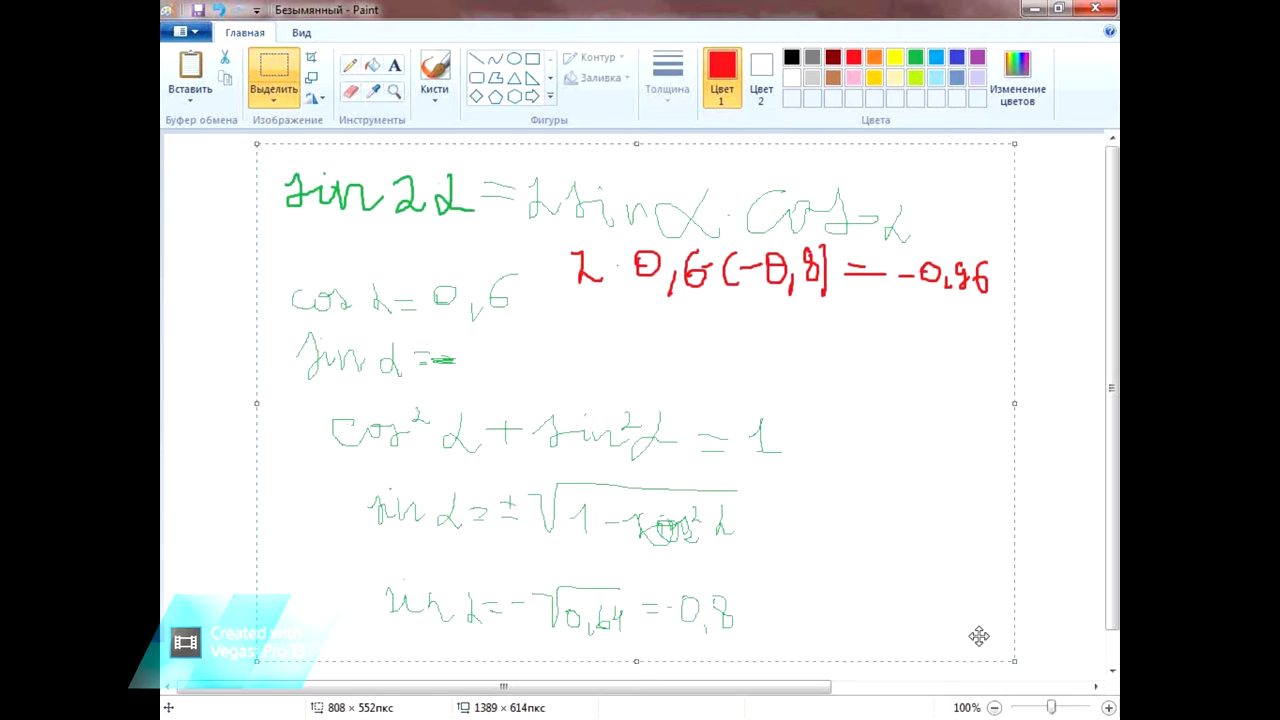 Безымянный - Paint
Главная Вид
Вставить
Выделить
Кисти
Контур
Заливка
Толщина
Цвет 1
Цвет 2
Изменение цветов
Буфер обмена Изображение Инструменты Фигуры Цвета
sin 2α = 2sinα · cos α
2 · 0,6 (-0,8) = -0,96
cos α = 0,6
sin α =
cos² α + sin² α = 1
sin α = ± √1 - cos² α
sin α = - √0,64 = -0,8
Created with
Vegas Pro 13
808 × 552пкс 1389 × 614пкс 100%